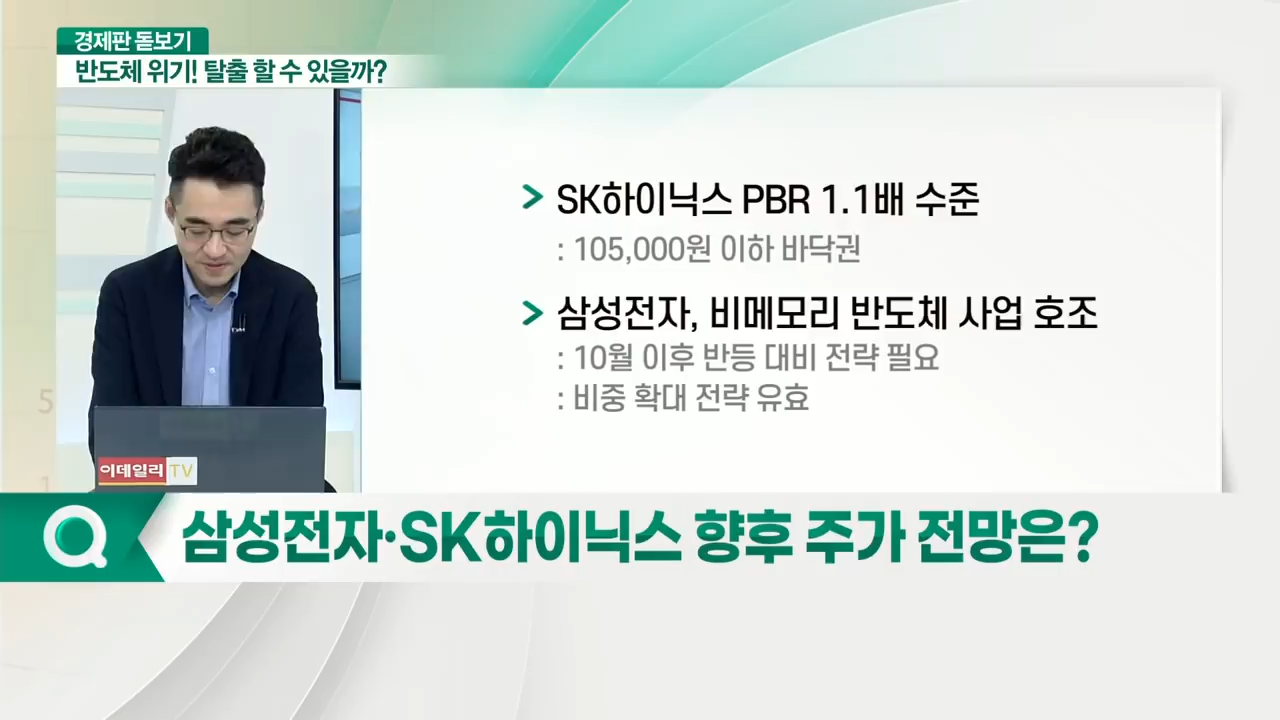 경제판 돋보기
반도체 위기! 탈출 할 수 있을까?
> SK하이닉스 PBR 1.1배 수준
: 105,000원 이하 바닥권
> 삼성전자, 비메모리 반도체 사업 호조
: 10월 이후 반등 대비 전략 필요
: 비중 확대 전략 유효
5
1
이데일리 TV
Q 삼성전자·SK하이닉스 향후 주가 전망은?